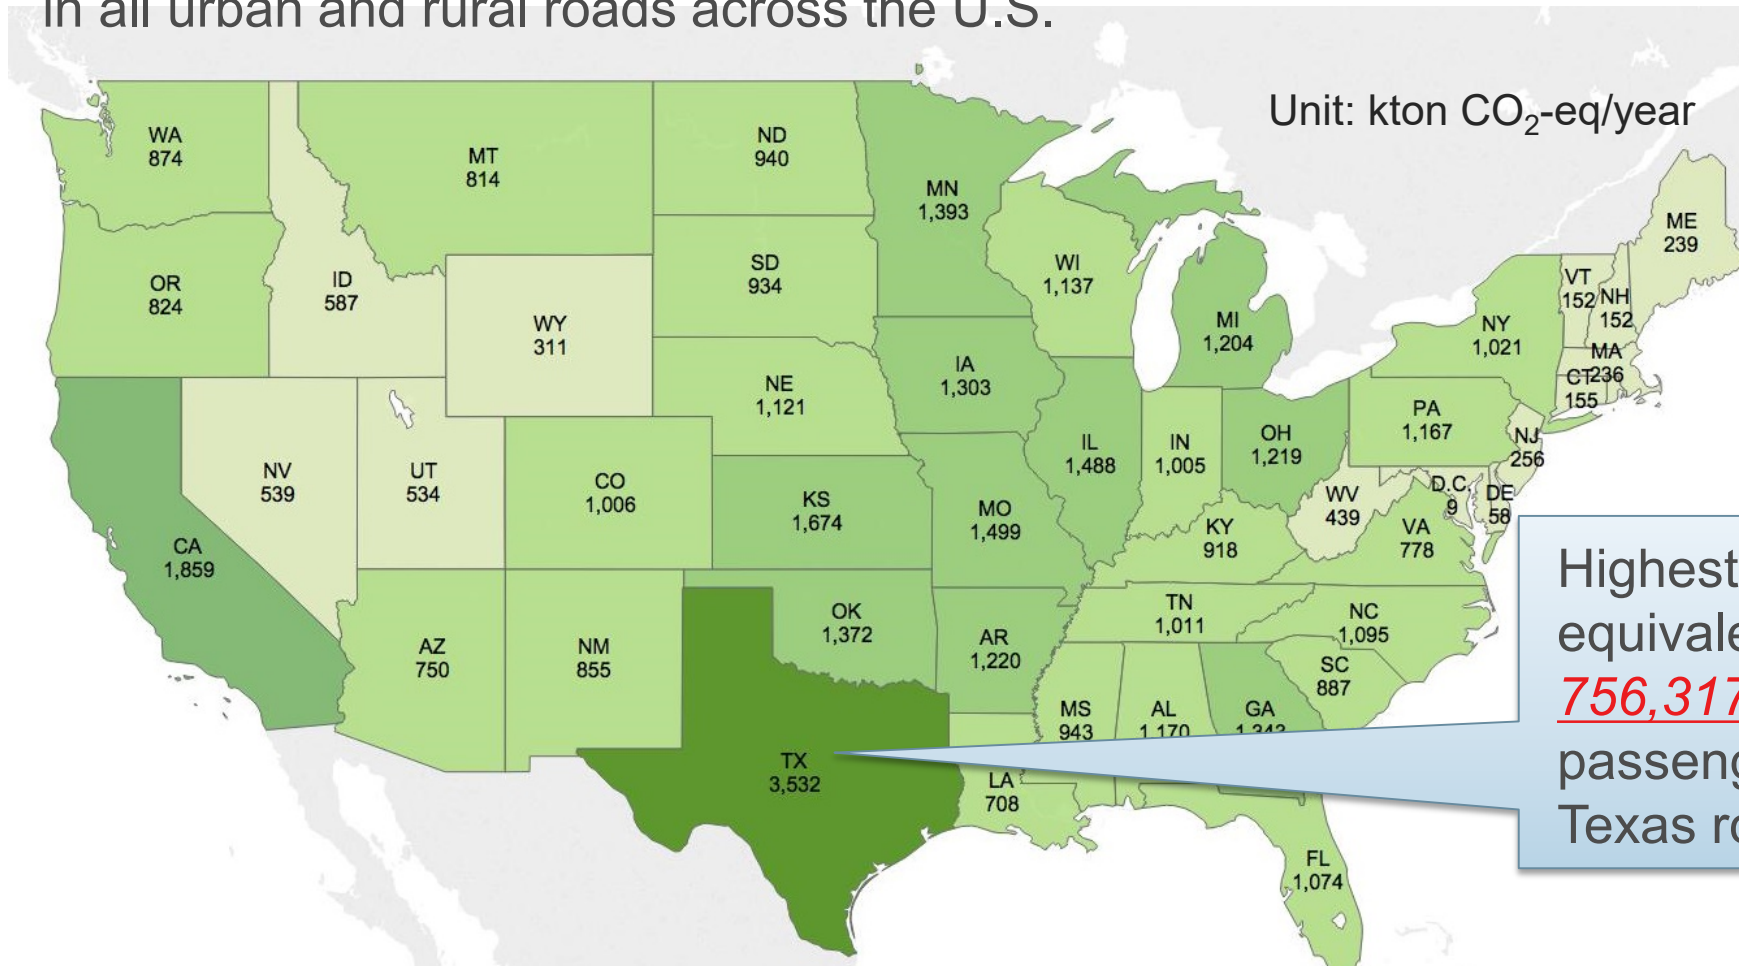 in all urban and rural roads across the U.S.
Unit: kton CO₂-eq/year
WA
874
MT
814
ND
940
MN
1,393
ME
239
OR
824
ID
587
SD
934
WI
1,137
VT
152
NH
152
WY
311
MI
1,204
NY
1,021
MA
236
IA
1,303
NE
1,121
CT
155
PA
1,167
NJ
256
IL
1,488
IN
1,005
OH
1,219
NV
539
UT
534
CO
1,006
KS
1,674
MO
1,499
WV
439
D.C.
9
DE
58
KY
918
VA
778
CA
1,859
OK
1,372
AR
1,220
TN
1,011
NC
1,095
AZ
750
NM
855
SC
887
MS
943
AL
1,170
GA
1,343
TX
3,532
LA
708
FL
1,074
Highest
equivale
756,317
passeng
Texas ro